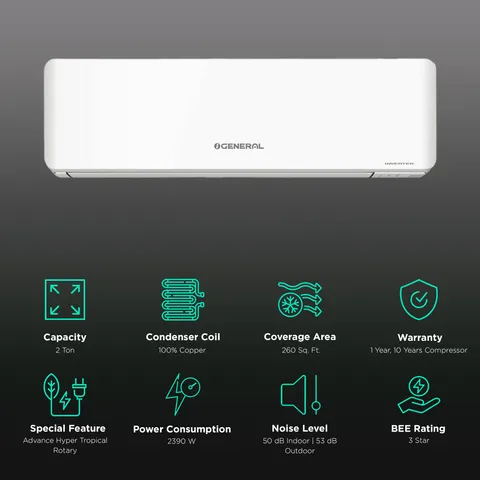 GENERAL
INVERTER
Capacity
2 Ton
Condenser Coil
100% Copper
Coverage Area
260 Sq. Ft.
Warranty
1 Year, 10 Years Compressor
Special Feature
Advance Hyper Tropical
Rotary
Power Consumption
2390 W
Noise Level
50 dB Indoor | 53 dB
Outdoor
BEE Rating
3 Star